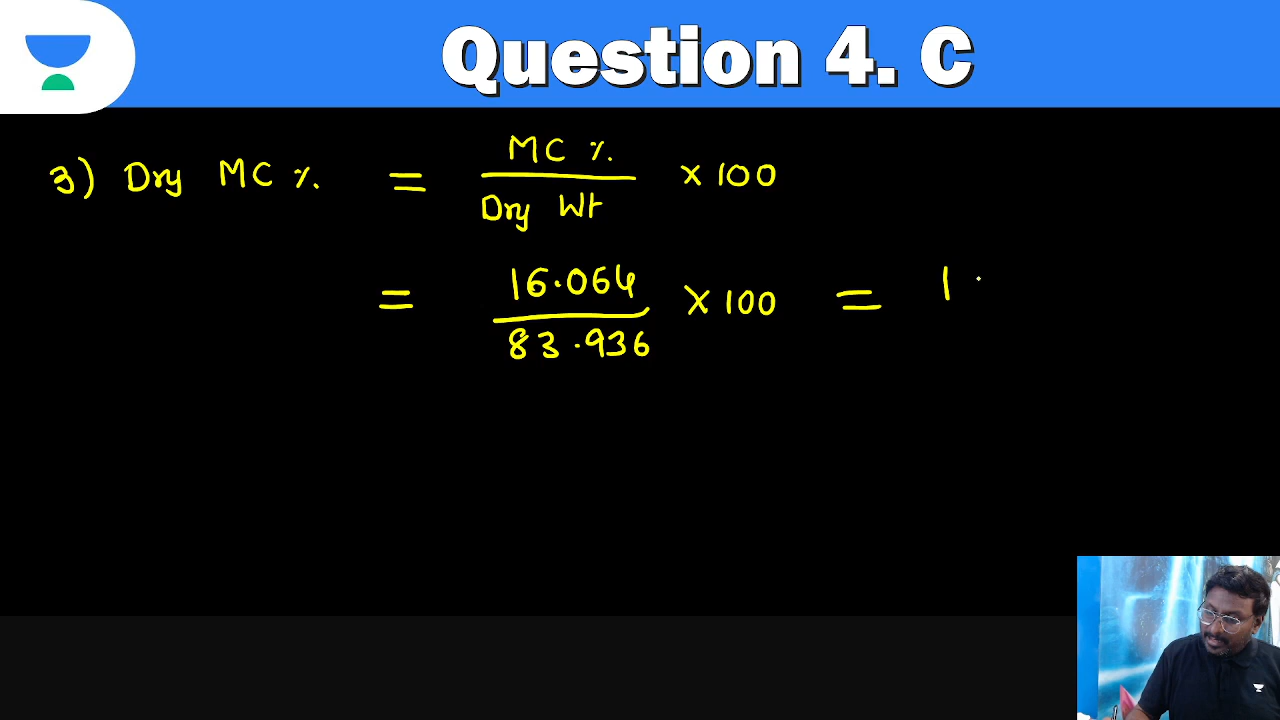 Question 4. C
3) Dry MC % = MC % / Dry Wt × 100
= 16.064 / 83.936 × 100 = 1.